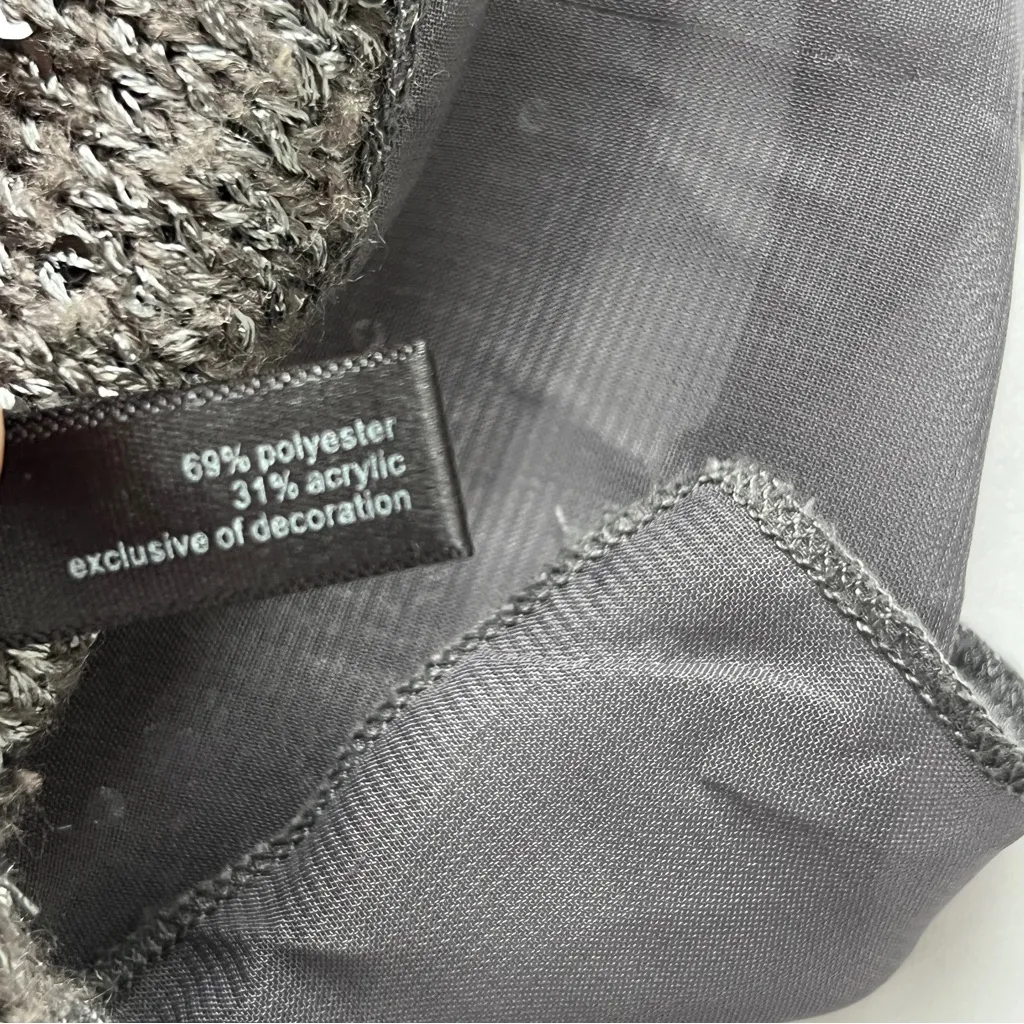 69% polyester
31% acrylic
exclusive of decoration